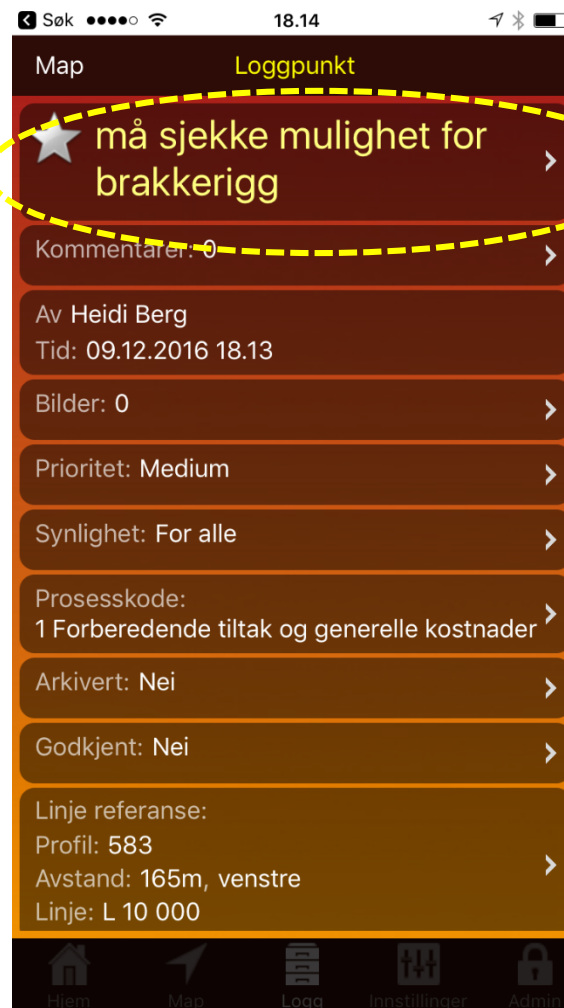 Søk 18.14
Map Loggpunkt
må sjekke mulighet for
brakkerigg
Kommentarer: 0
Av Heidi Berg
Tid: 09.12.2016 18.13
Bilder: 0
Prioritet: Medium
Synlighet: For alle
Prosesskode:
1 Forberedende tiltak og generelle kostnader
Arkivert: Nei
Godkjent: Nei
Linje referanse:
Profil: 583
Avstand: 165m, venstre
Linje: L 10 000
Hjem Map Logg Innstillinger Admin